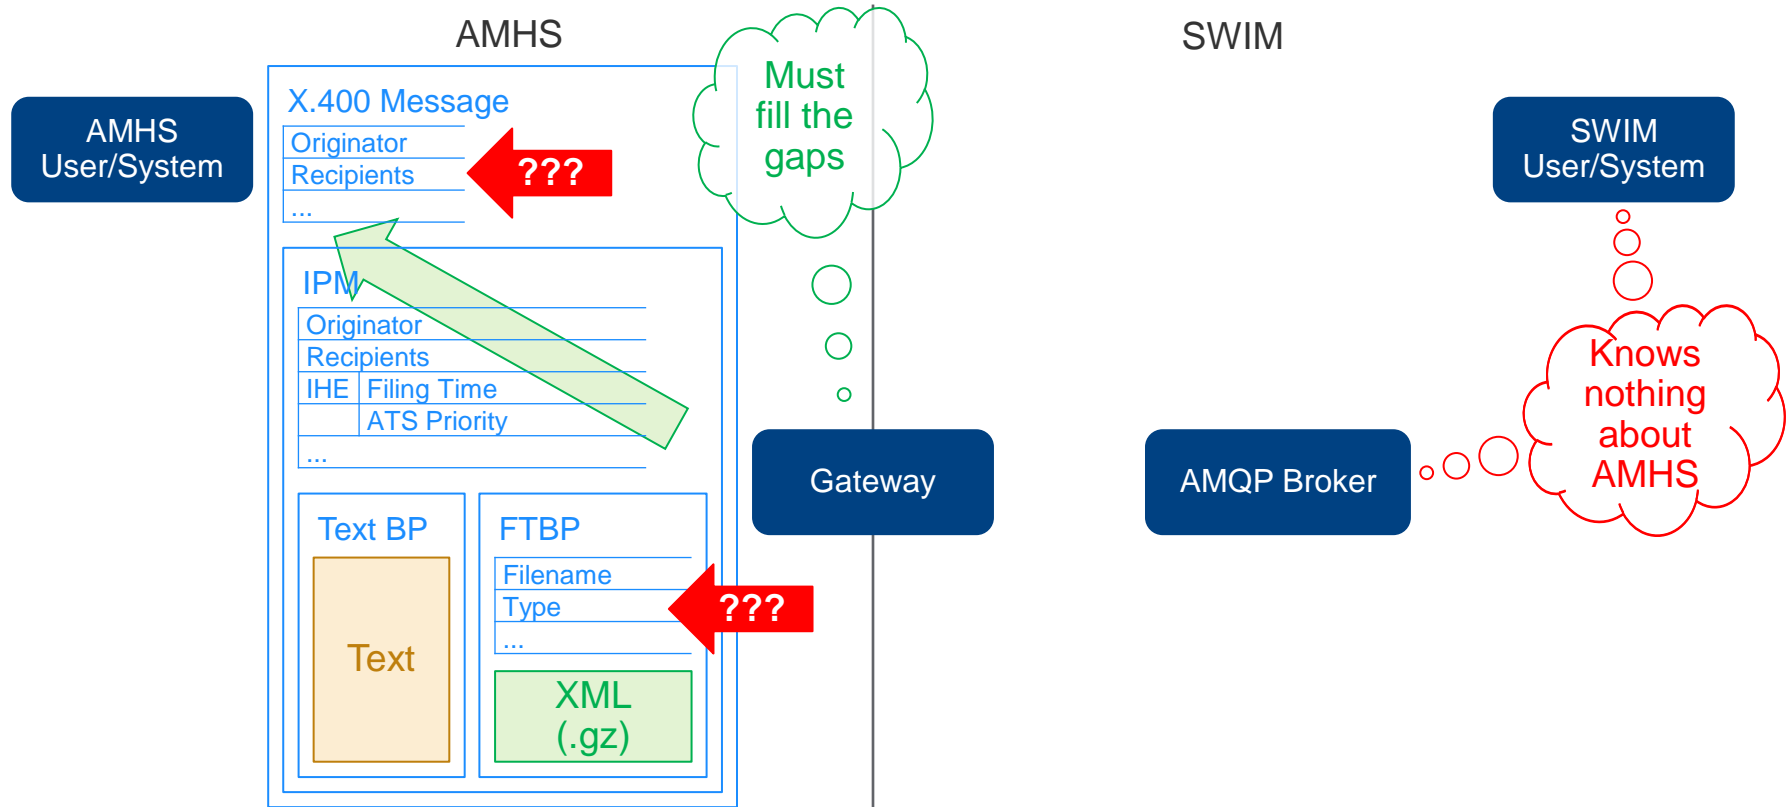 AMHS
SWIM
AMHS
User/System
X.400 Message
Originator
Recipients
...
???
Must
fill the
gaps
SWIM
User/System
IPM
Originator
Recipients
IHE Filing Time
ATS Priority
...
Knows
nothing
about
AMHS
Gateway
AMQP Broker
Text BP
Text
FTBP
Filename
Type
...
???
XML
(.gz)